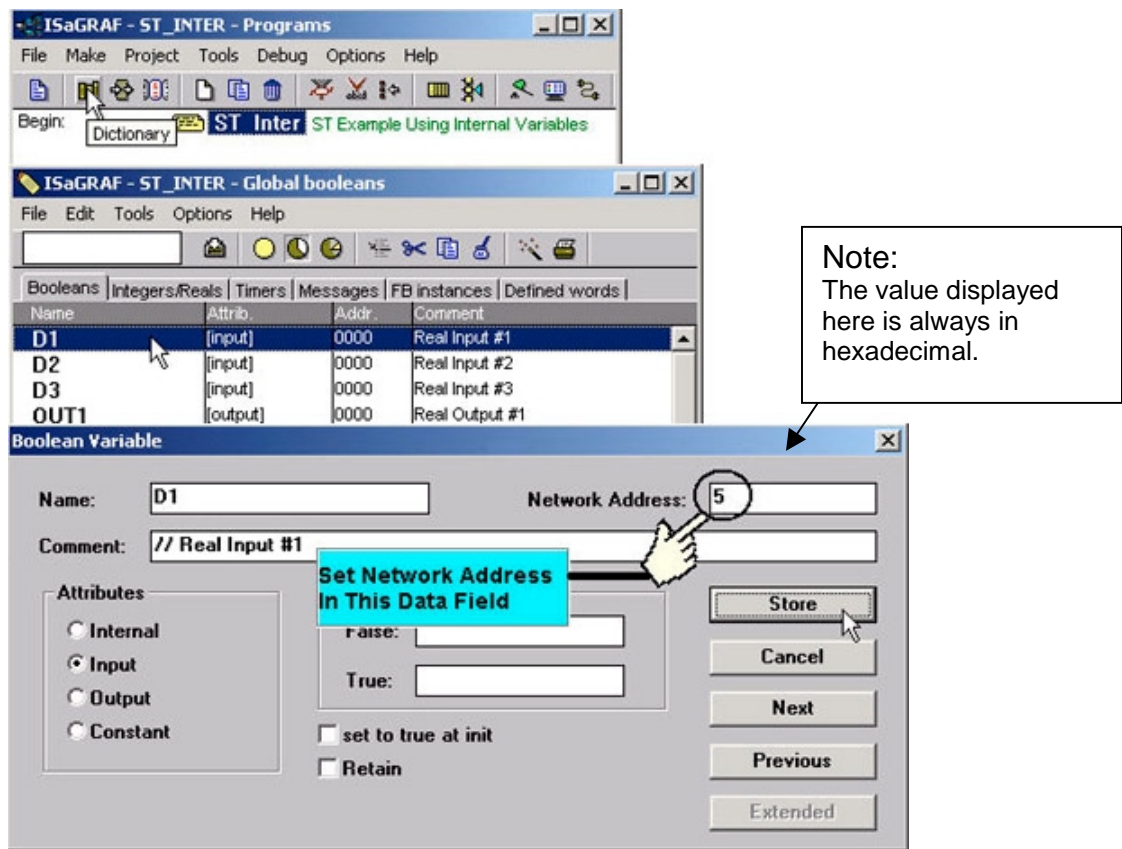 ISaGRAF - ST_INTER - Programs
File Make Project Tools Debug Options Help
Begin: ST_Inter ST Example Using Internal Variables
Dictionary
ISaGRAF - ST_INTER - Global booleans
File Edit Tools Options Help
Booleans Integers/Reals Timers Messages FB instances Defined words
Name Attrib. Addr. Comment
D1 [input] 0000 Real Input #1
D2 [input] 0000 Real Input #2
D3 [input] 0000 Real Input #3
OUT1 [output] 0000 Real Output #1
Note:
The value displayed
here is always in
hexadecimal.
Boolean Variable
Name: D1 Network Address: 5
Comment: // Real Input #1
Set Network Address
In This Data Field
Attributes
Internal
Input
Output
Constant
False:
True:
set to true at init
Retain
Store
Cancel
Next
Previous
Extended